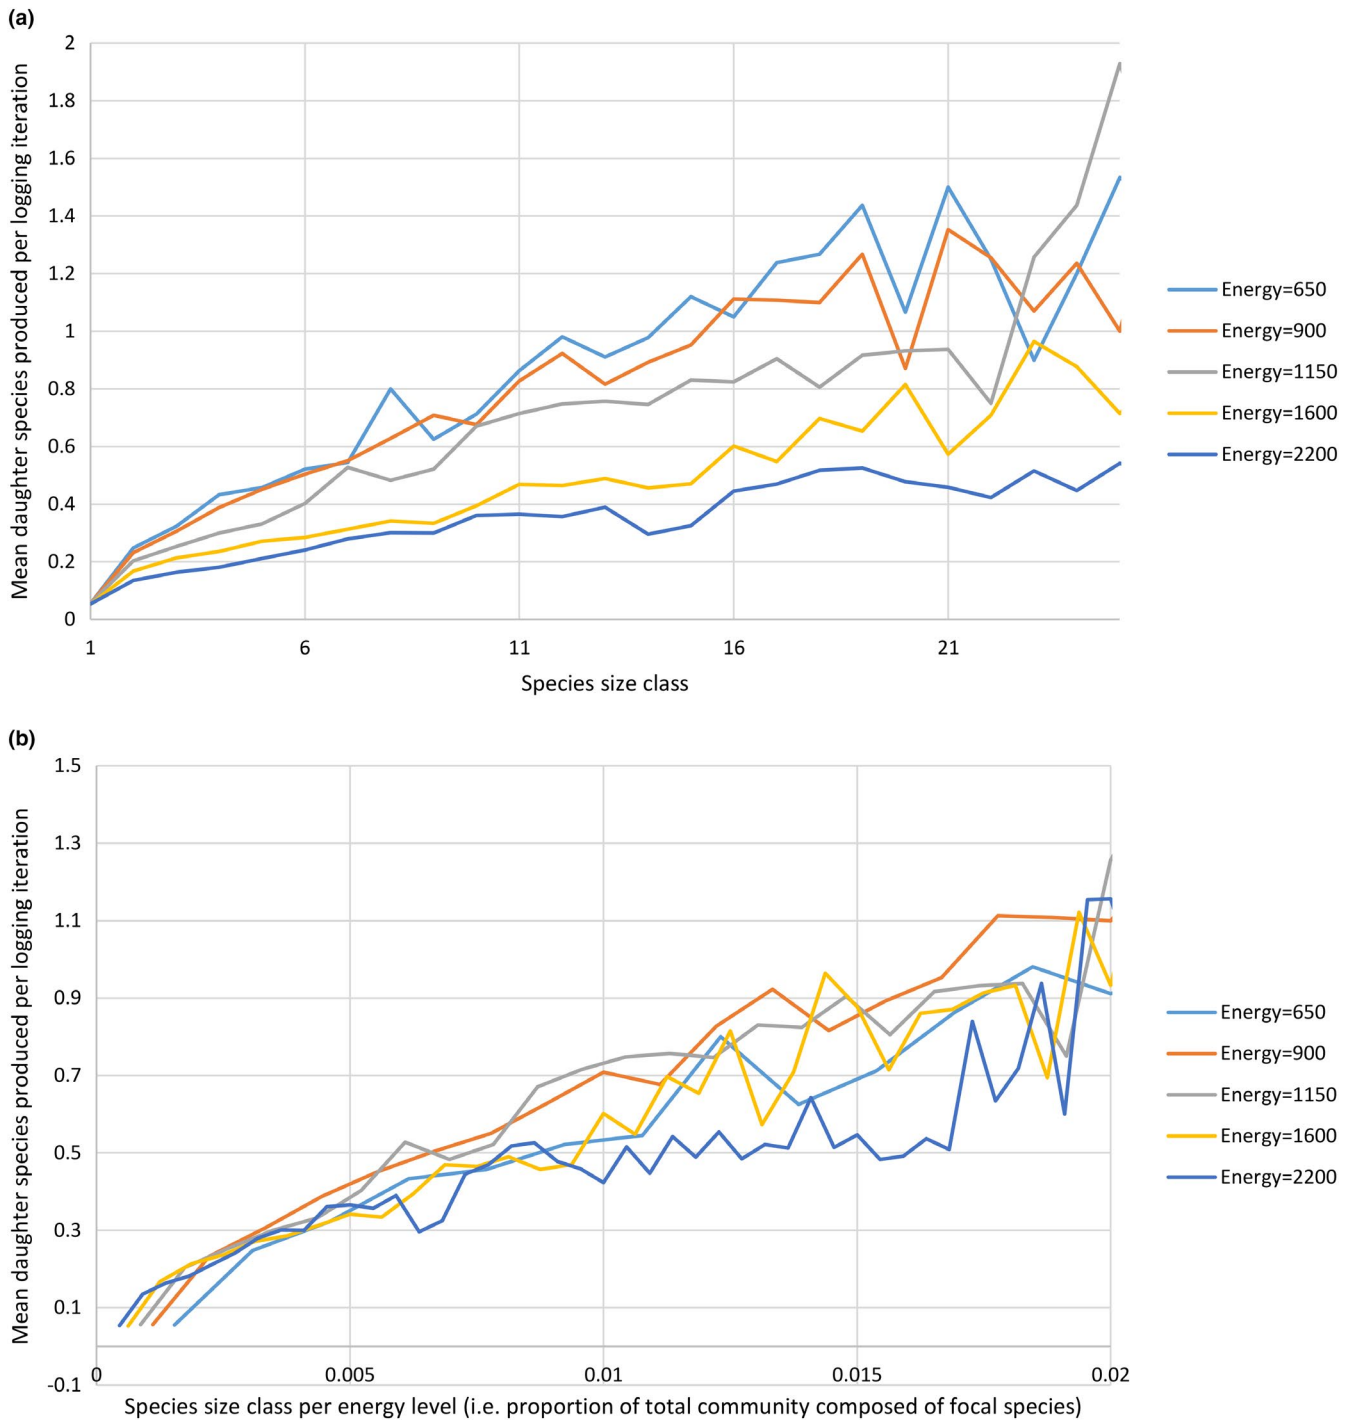 (a)
Mean daughter species produced per logging iteration
2
1.8
1.6
1.4
1.2
1
0.8
0.6
0.4
0.2
0
1 6 11 16 21
Species size class
Energy=650
Energy=900
Energy=1150
Energy=1600
Energy=2200
(b)
Mean daughter species produced per logging iteration
1.5
1.3
1.1
0.9
0.7
0.5
0.3
0.1
-0.1
0 0.005 0.01 0.015 0.02
Species size class per energy level (i.e. proportion of total community composed of focal species)
Energy=650
Energy=900
Energy=1150
Energy=1600
Energy=2200